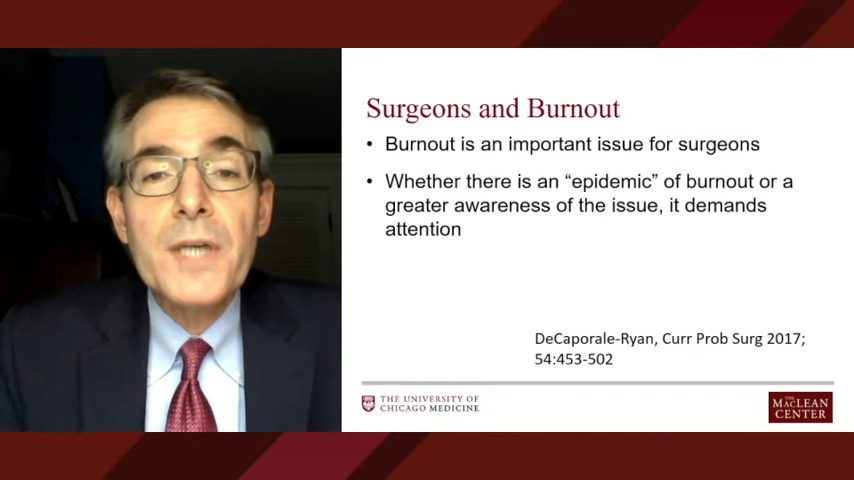 Surgeons and Burnout
• Burnout is an important issue for surgeons
• Whether there is an “epidemic” of burnout or a
greater awareness of the issue, it demands
attention
DeCaporale-Ryan, Curr Prob Surg 2017;
54:453-502
THE UNIVERSITY OF
CHICAGO MEDICINE
THE
MACLEAN
CENTER